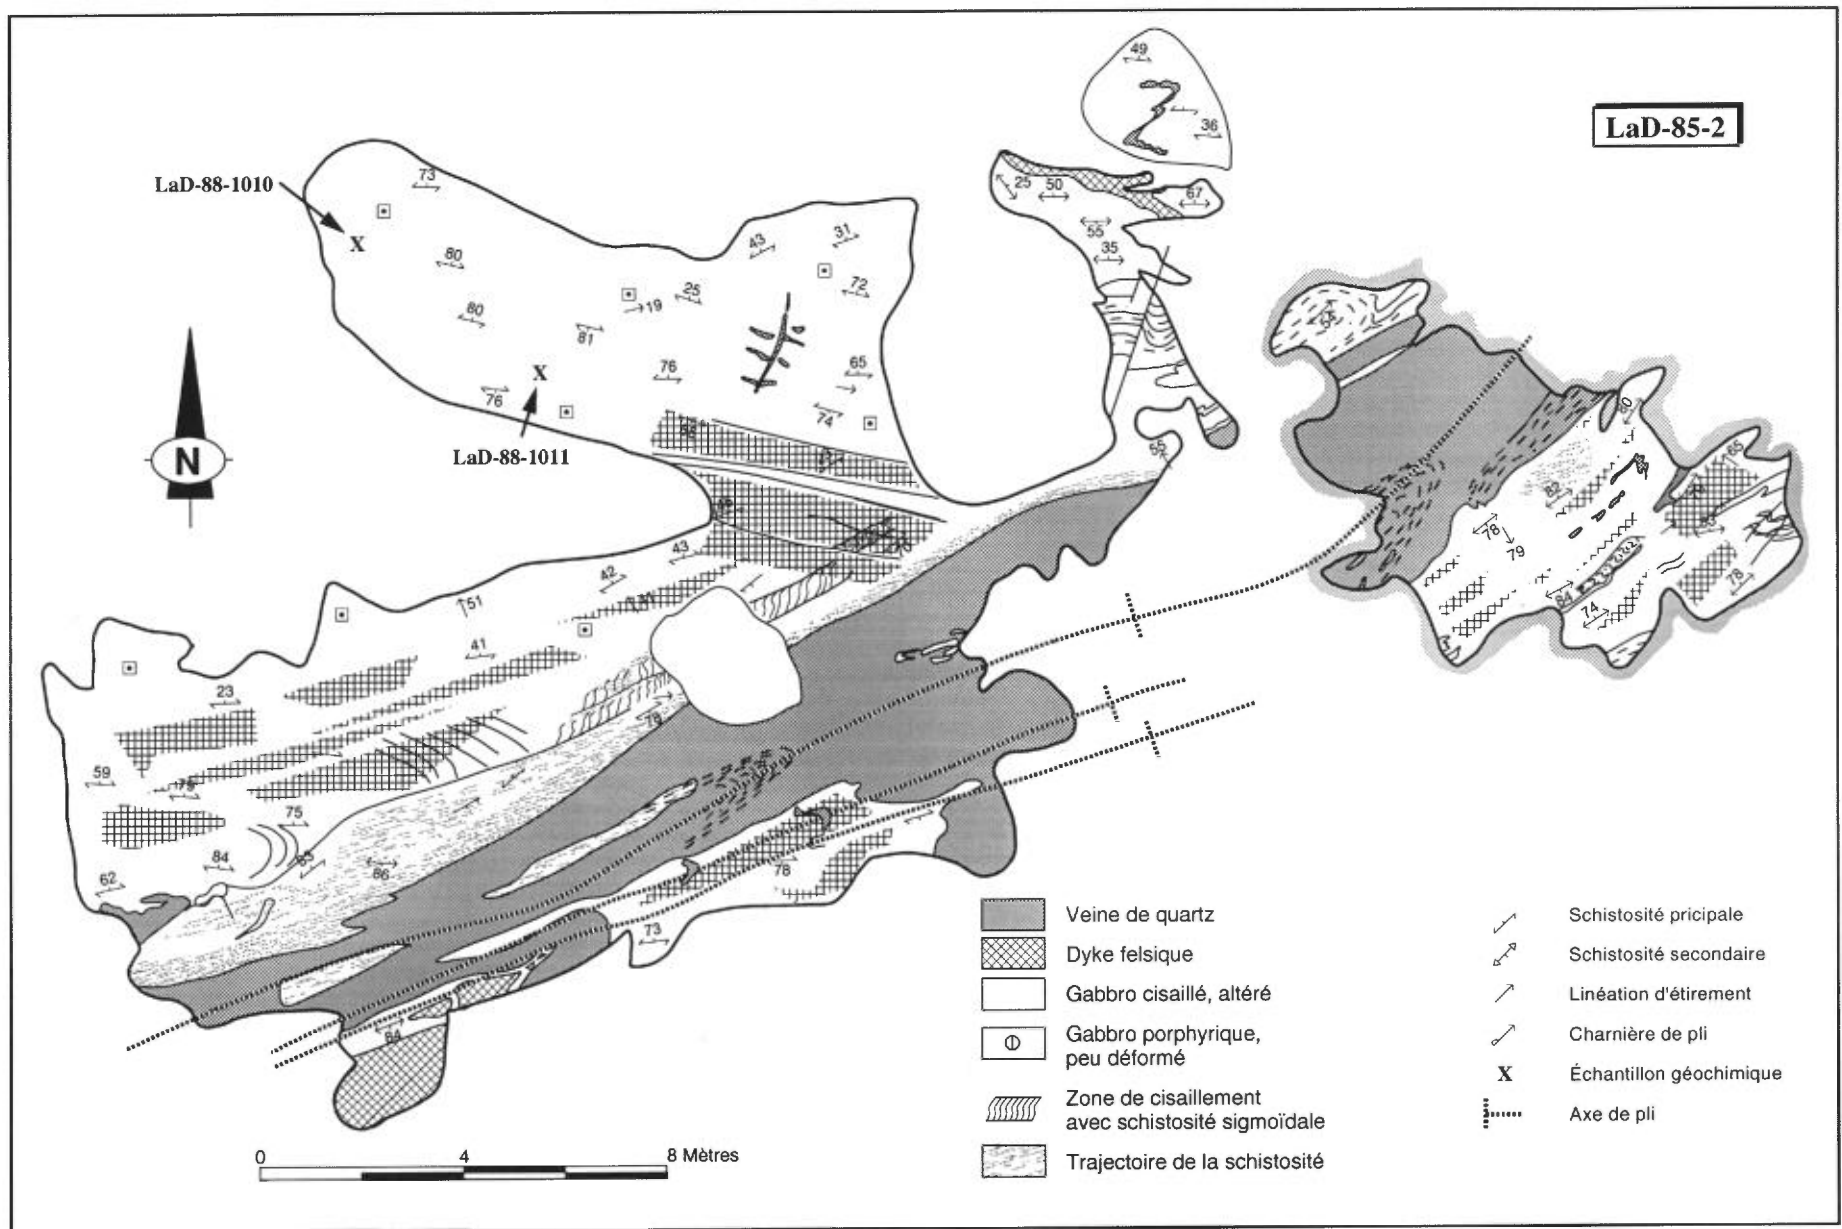 LaD-85-2
LaD-88-1010
LaD-88-1011
X
X
N
49
36
73
25
50
67
55
35
43
31
80
25
72
19
80
81
76
65
76
74
55
43
42
51
41
23
59
75
84
86
62
78
73
84
80
65
82
78
79
84
74
78
Veine de quartz
Dyke felsique
Gabbro cisaillé, altéré
Gabbro porphyrique,
peu déformé
Zone de cisaillement
avec schistosité sigmoïdale
Trajectoire de la schistosité
Schistosité pricipale
Schistosité secondaire
Linéation d'étirement
Charnière de pli
X Échantillon géochimique
Axe de pli
0 4 8 Mètres